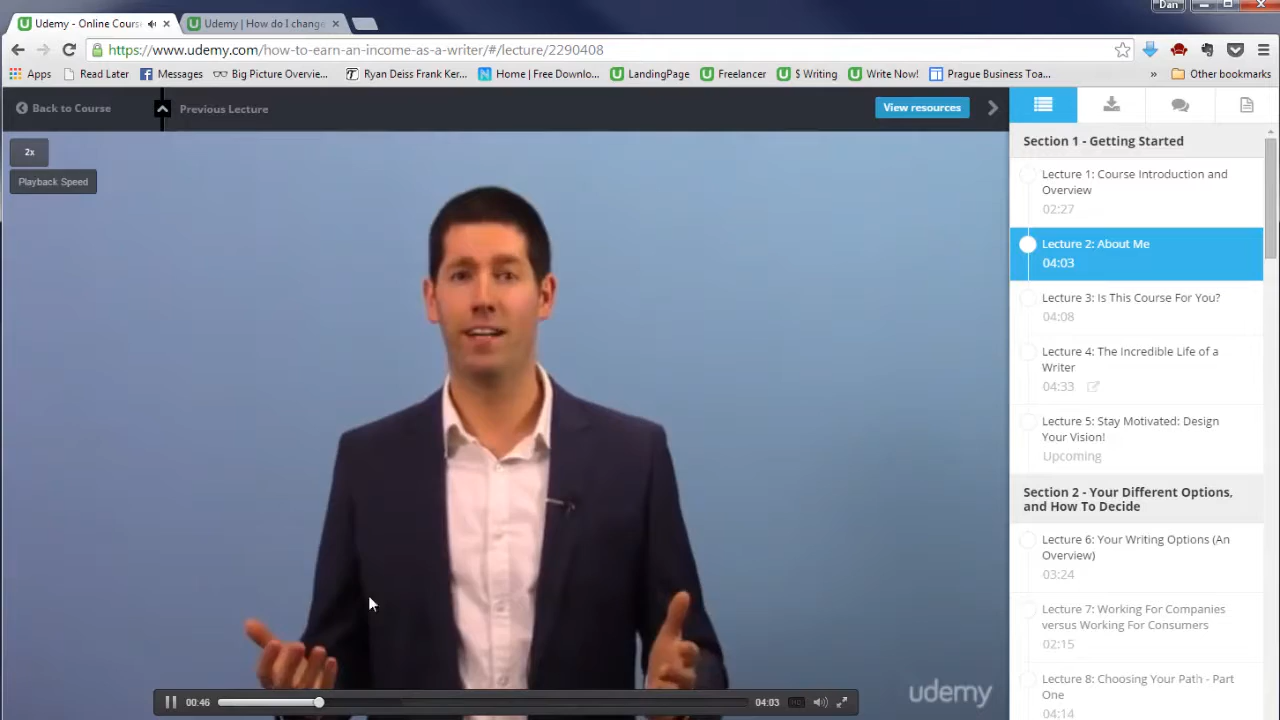 Dan
Udemy - Online Cours
Udemy | How do I change
https://www.udemy.com/how-to-earn-an-income-as-a-writer/#/lecture/2290408
Apps Read Later Messages Big Picture Overvie... Ryan Deiss Frank Ker... Home | Free Downlo... LandingPage Freelancer $ Writing Write Now! Prague Business Toa... » Other bookmarks
Back to Course Previous Lecture View resources
2x
Playback Speed
00:46 04:03
udemy
Section 1 - Getting Started
Lecture 1: Course Introduction and
Overview
02:27
Lecture 2: About Me
04:03
Lecture 3: Is This Course For You?
04:08
Lecture 4: The Incredible Life of a
Writer
04:33
Lecture 5: Stay Motivated: Design
Your Vision!
Upcoming
Section 2 - Your Different Options,
and How To Decide
Lecture 6: Your Writing Options (An
Overview)
03:24
Lecture 7: Working For Companies
versus Working For Consumers
02:15
Lecture 8: Choosing Your Path - Part
One
04:14